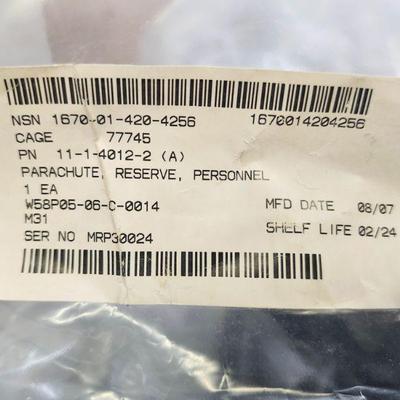 NSN 1670-01-420-4256 1670014204256
CAGE 77745
PN 11-1-4012-2 (A)
PARACHUTE, RESERVE, PERSONNEL
1 EA
W58P05-06-C-0014 MFD DATE 08/07
M31
SHELF LIFE 02/24
SER NO MRP30024